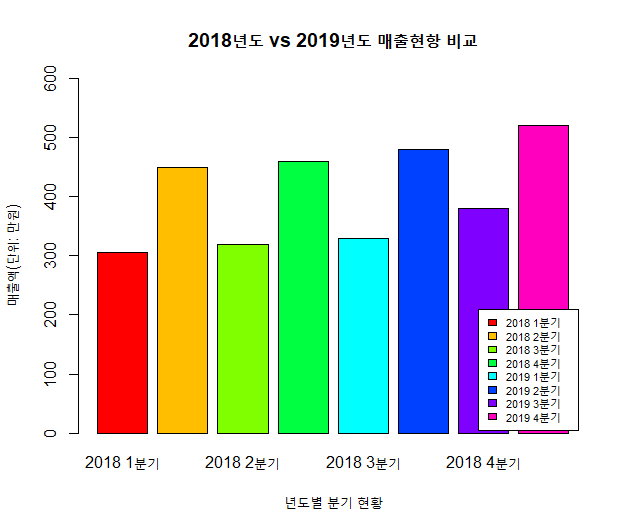 2018년도 vs 2019년도 매출현항 비교
매출액(단위: 만원)
600
500
400
300
200
100
0
2018 1분기
2018 2분기
2018 3분기
2018 4분기
2019 1분기
2019 2분기
2019 3분기
2019 4분기
2018 1분기 2018 2분기 2018 3분기 2018 4분기
년도별 분기 현황